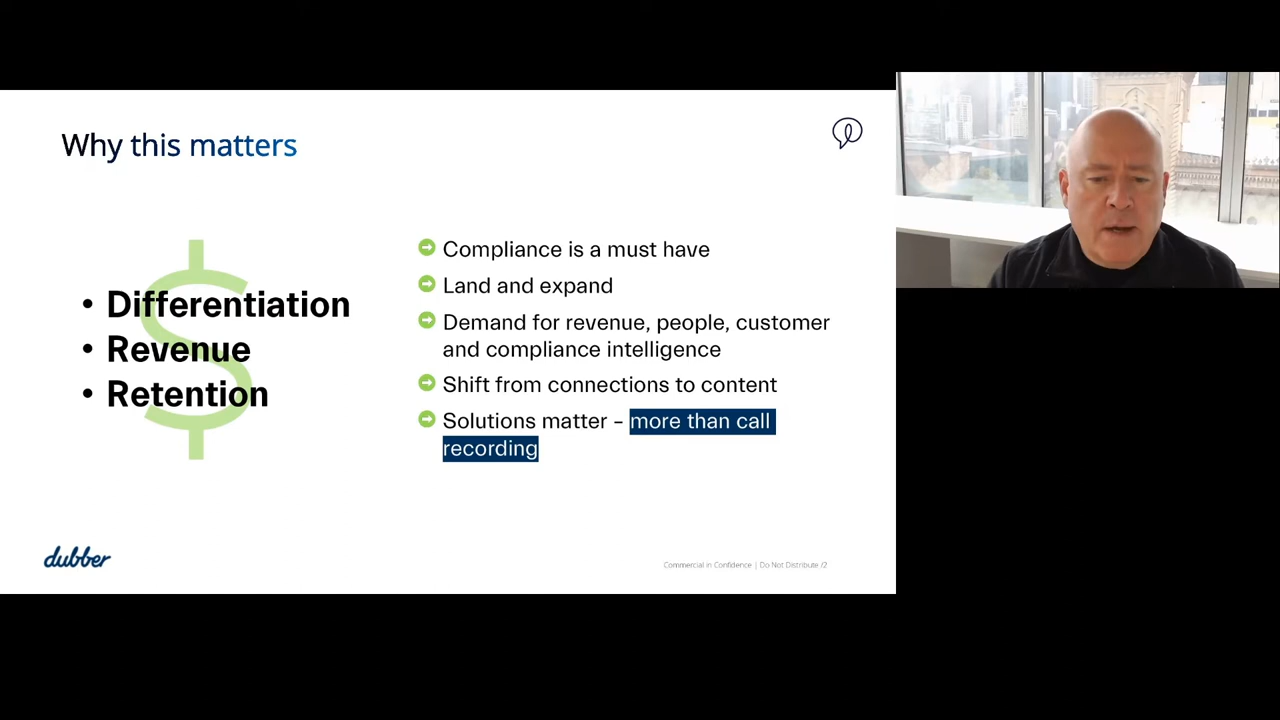 Why this matters
• Differentiation
• Revenue
• Retention
Compliance is a must have
Land and expand
Demand for revenue, people, customer
and compliance intelligence
Shift from connections to content
Solutions matter – more than call
recording
dubber
Commercial in Confidence | Do Not Distribute /2